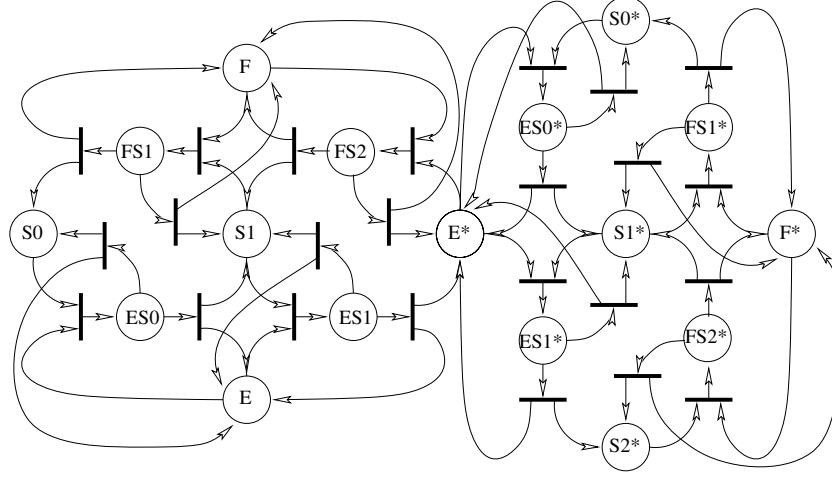 S0*
F
ES0*
FS1*
FS1
FS2
S0
S1
E*
S1*
F*
ES0
ES1
ES1*
FS2*
E
S2*